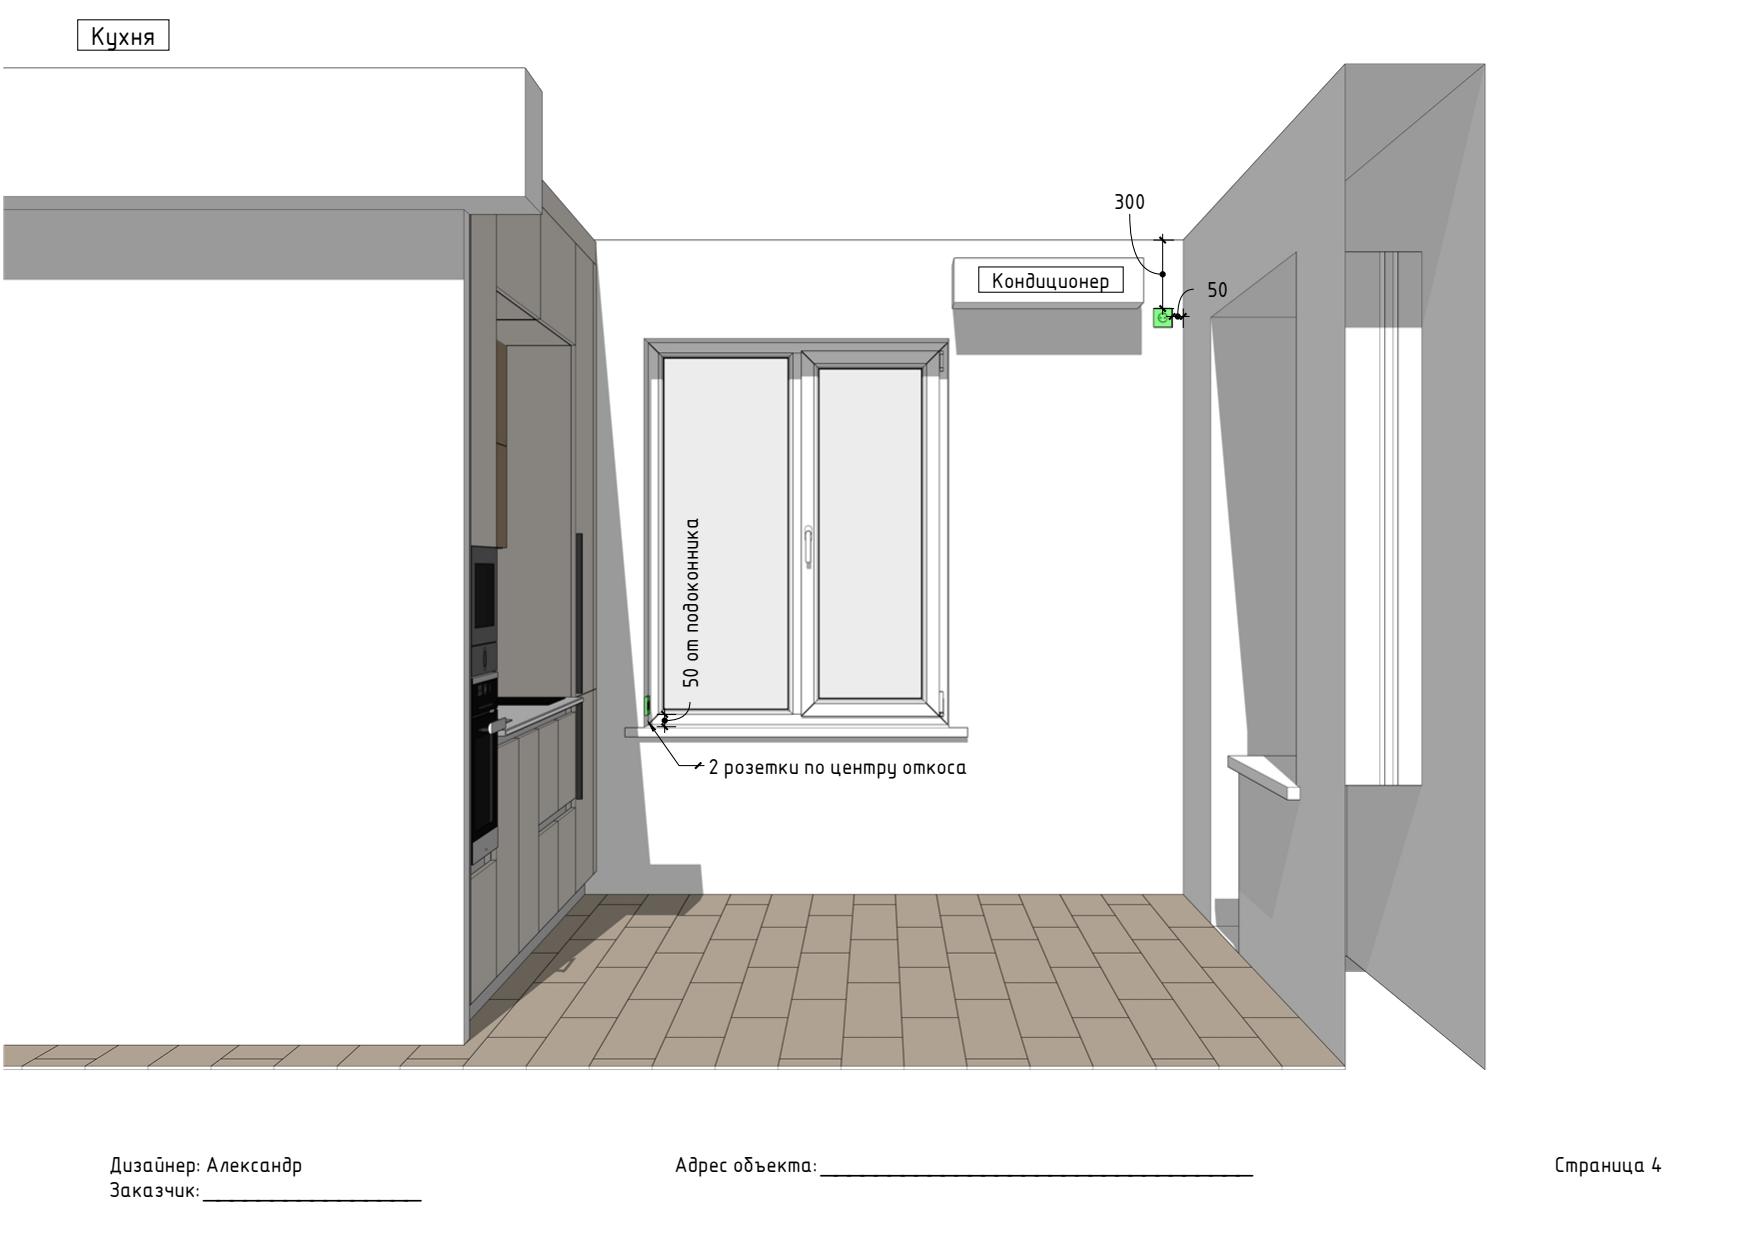 Кухня
300
Кондиционер
50
50 от подоконника
2 розетки по центру откоса
Дизайнер: Александр
Адрес объекта:
Страница 4
Заказчик: